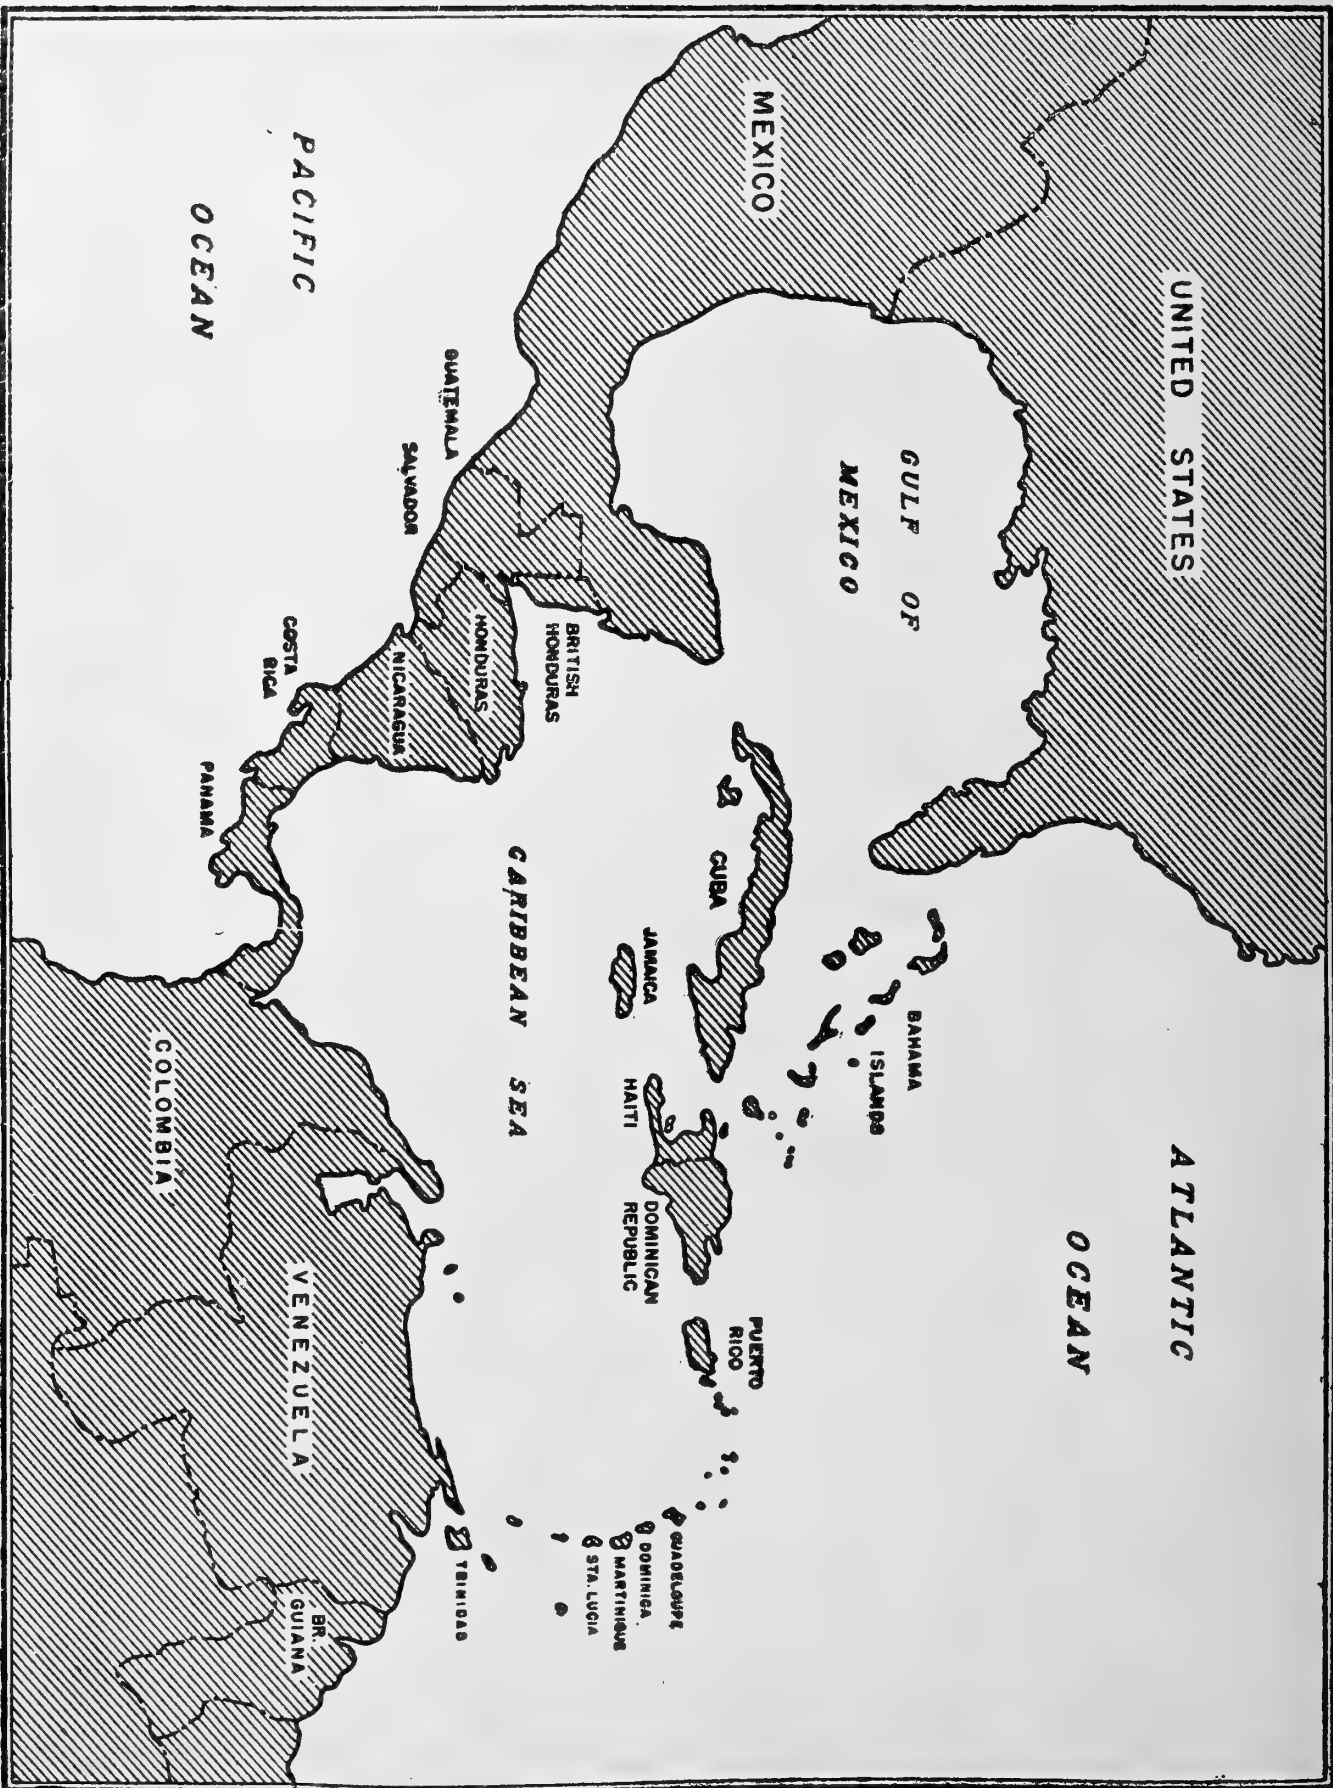 UNITED STATES
MEXICO
GULF OF
MEXICO
ATLANTIC
OCEAN
PACIFIC
OCEAN
BAHAMA
ISLANDS
CUBA
JAMAICA
HAITI
DOMINICAN
REPUBLIC
PUERTO
RICO
GUADELOUPE
DOMINICA
MARTINIQUE
STA. LUCIA
TRINIDAD
CARIBBEAN SEA
BRITISH
HONDURAS
GUATEMALA
SALVADOR
HONDURAS
NICARAGUA
COSTA
RICA
PANAMA
COLOMBIA
VENEZUELA
BR.
GUIANA